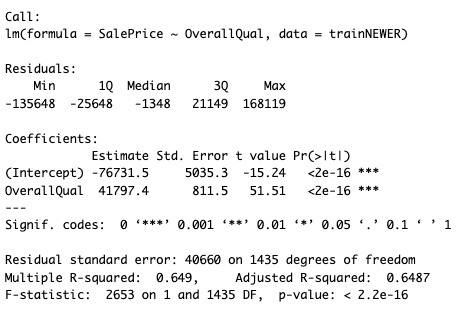 Call:
lm(formula = SalePrice ~ OverallQual, data = trainNEWER)
Residuals:
    Min      1Q  Median      3Q     Max
-135648  -25648   -1348   21149  168119
Coefficients:
            Estimate Std. Error t value Pr(>|t|)
(Intercept) -76731.5     5035.3  -15.24   <2e-16 ***
OverallQual  41797.4      811.5   51.51   <2e-16 ***
---
Signif. codes:  0 ‘***’ 0.001 ‘**’ 0.01 ‘*’ 0.05 ‘.’ 0.1 ‘ ’ 1
Residual standard error: 40660 on 1435 degrees of freedom
Multiple R-squared:  0.649,	Adjusted R-squared:  0.6487
F-statistic:  2653 on 1 and 1435 DF,  p-value: < 2.2e-16